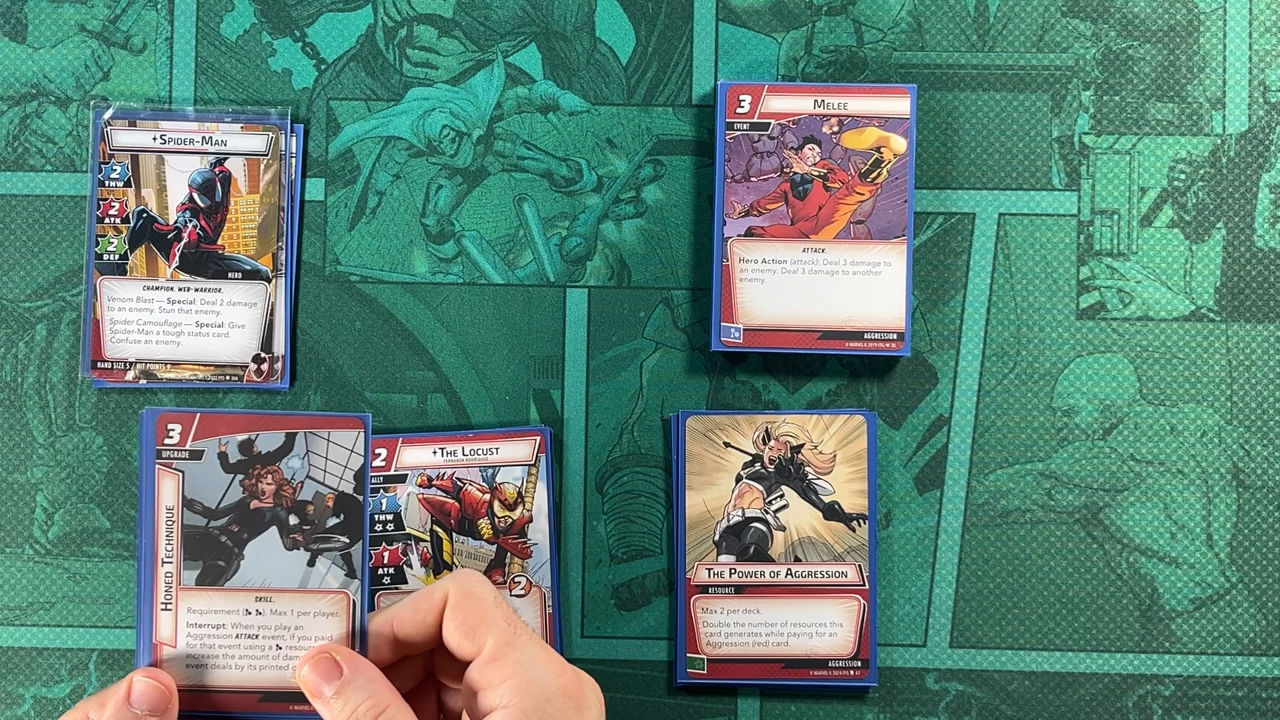 SPIDER-MAN
2
THW
2
ATK
2
DEF
HERO
CHAMPION. WEB-WARRIOR.
Venom Blast — Special: Deal 2 damage
to an enemy. Stun that enemy.
Spider Camouflage — Special: Give
Spider-Man a tough status card.
Confuse an enemy.
HAND SIZE 5 / HIT POINTS 9
3
MELEE
EVENT
ATTACK.
Hero Action (attack): Deal 3 damage to
an enemy. Deal 3 damage to another
enemy.
AGGRESSION
3
UPGRADE
HONED TECHNIQUE
SKILL.
Requirement ( ). Max 1 per player.
Interrupt: When you play an
Aggression ATTACK event, if you paid
for that event using a
increase the amount of
event deals by its printed
2
THE LOCUST
FERNANDA RODRIGUEZ
ALLY
1
THW
1
ATK
2
THE POWER OF AGGRESSION
RESOURCE
Max 2 per deck.
Double the number of resources this
card generates while paying for an
Aggression (red) card.
AGGRESSION